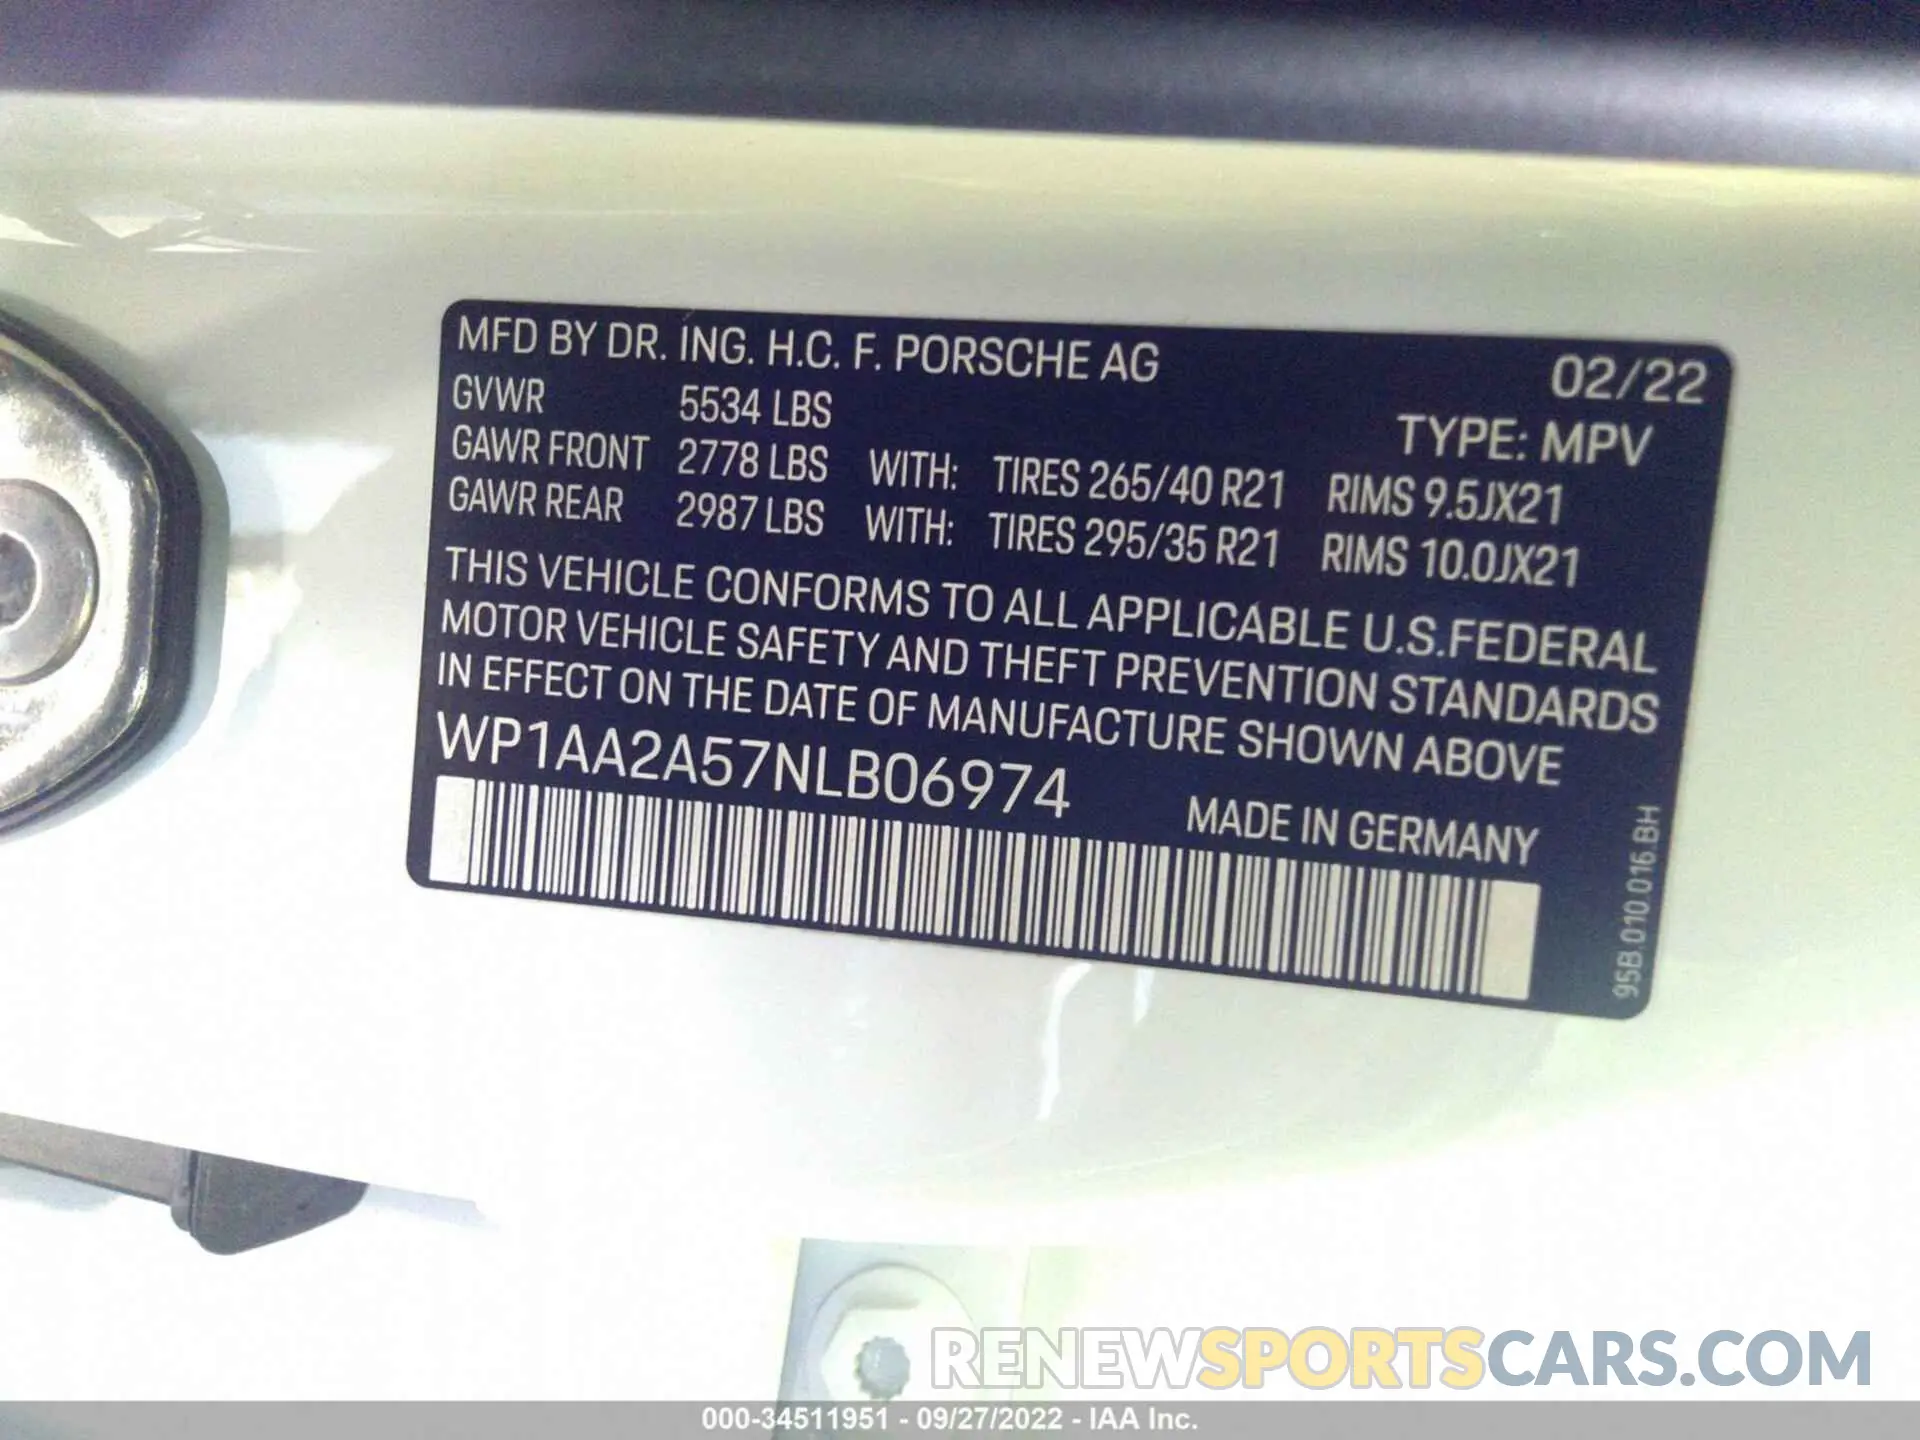 MFD BY DR. ING. H.C. F. PORSCHE AG 02/22
GVWR 5534 LBS TYPE: MPV
GAWR FRONT 2778 LBS WITH: TIRES 265/40 R21 RIMS 9.5JX21
GAWR REAR 2987 LBS WITH: TIRES 295/35 R21 RIMS 10.0JX21
THIS VEHICLE CONFORMS TO ALL APPLICABLE U.S.FEDERAL
MOTOR VEHICLE SAFETY AND THEFT PREVENTION STANDARDS
IN EFFECT ON THE DATE OF MANUFACTURE SHOWN ABOVE
WP1AA2A57NLB06974
MADE IN GERMANY
95B.010.016.BH
RENEWSPORTSCARS.COM
000-34511951 - 09/27/2022 - IAA Inc.